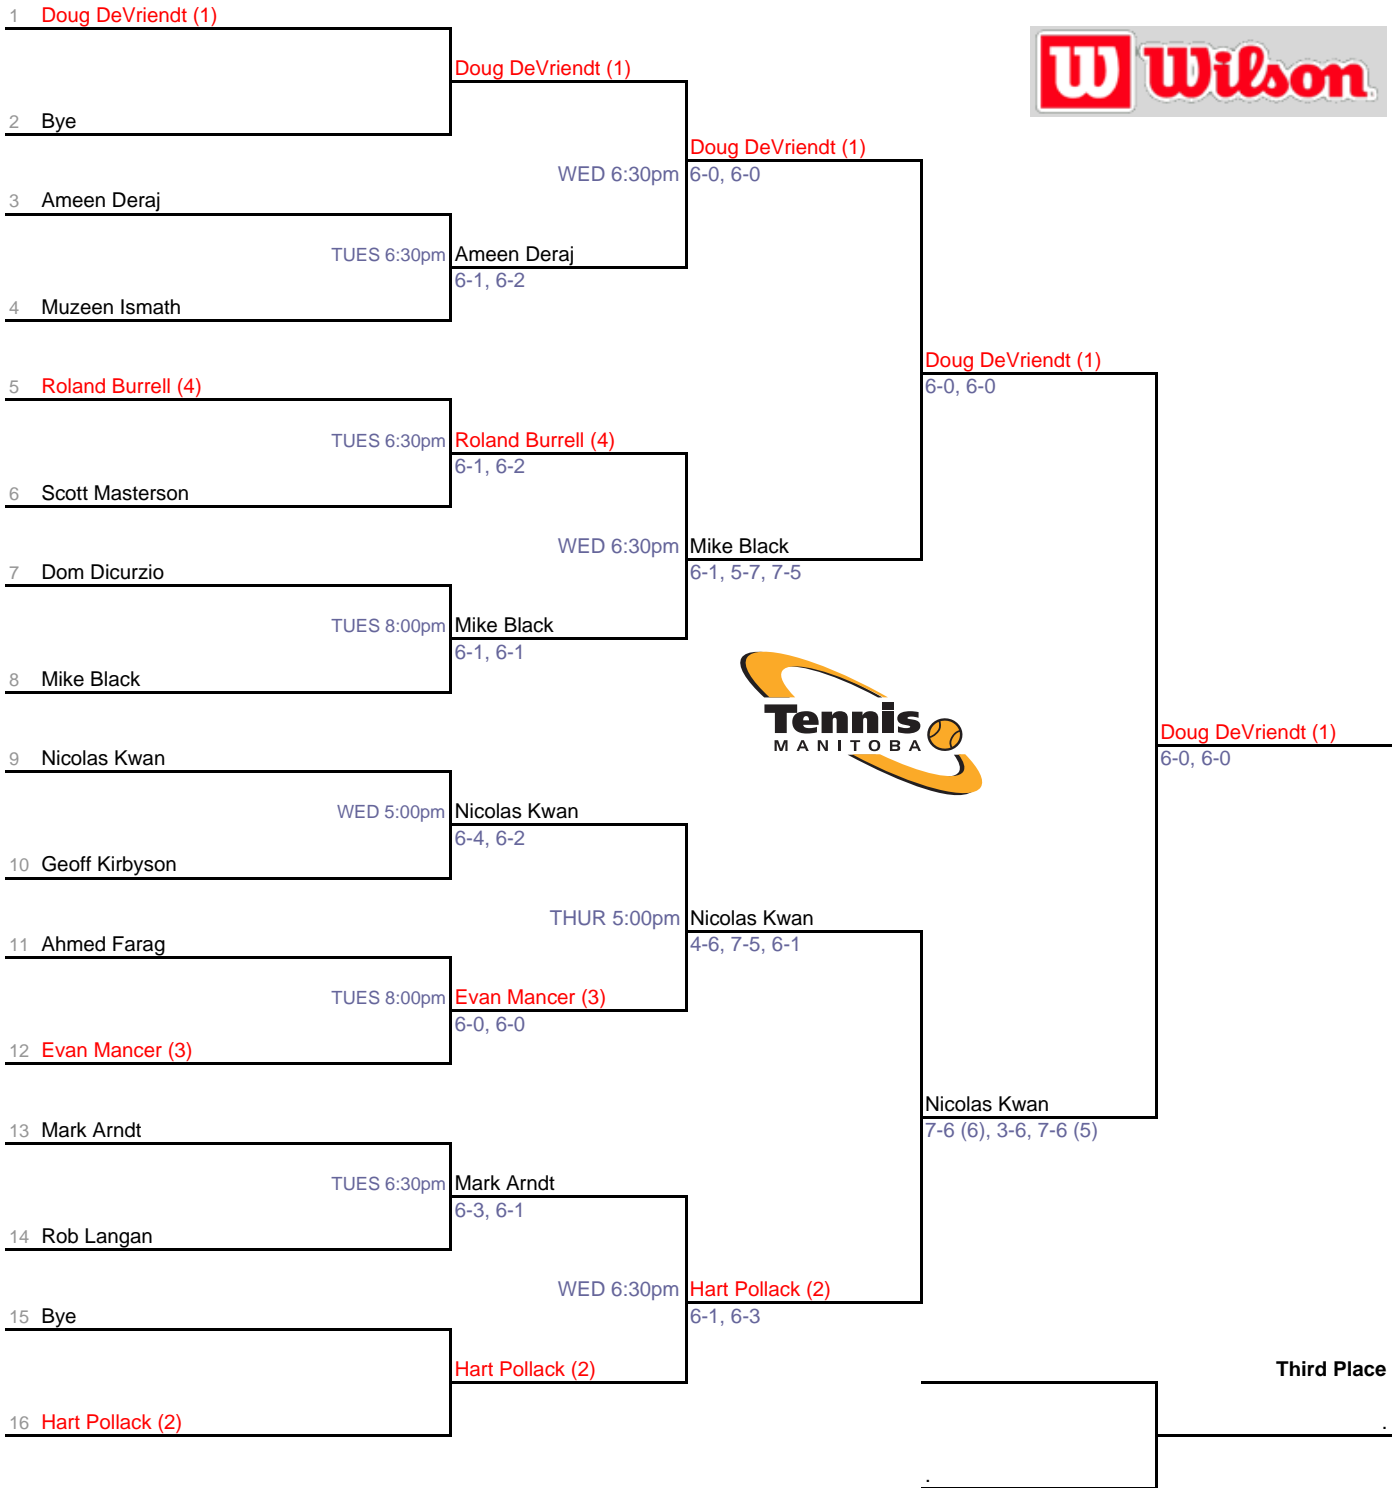 1 Doug DeVriendt (1)
Wilson
W
Doug DeVriendt (1)
2 Bye
Doug DeVriendt (1)
WED 6:30pm 6-0, 6-0
3 Ameen Deraj
TUES 6:30pm Ameen Deraj
6-1, 6-2
4 Muzeen Ismath
Doug DeVriendt (1)
6-0, 6-0
5 Roland Burrell (4)
TUES 6:30pm Roland Burrell (4)
6-1, 6-2
6 Scott Masterson
WED 6:30pm Mike Black
6-1, 5-7, 7-5
7 Dom Dicurzio
TUES 8:00pm Mike Black
6-1, 6-1
8 Mike Black
Tennis
MANITOBA
Doug DeVriendt (1)
6-0, 6-0
9 Nicolas Kwan
WED 5:00pm Nicolas Kwan
6-4, 6-2
10 Geoff Kirbyson
THUR 5:00pm Nicolas Kwan
4-6, 7-5, 6-1
11 Ahmed Farag
TUES 8:00pm Evan Mancer (3)
6-0, 6-0
12 Evan Mancer (3)
Nicolas Kwan
7-6 (6), 3-6, 7-6 (5)
13 Mark Arndt
TUES 6:30pm Mark Arndt
6-3, 6-1
14 Rob Langan
WED 6:30pm Hart Pollack (2)
6-1, 6-3
15 Bye
Hart Pollack (2)
Third Place
16 Hart Pollack (2)
.
.